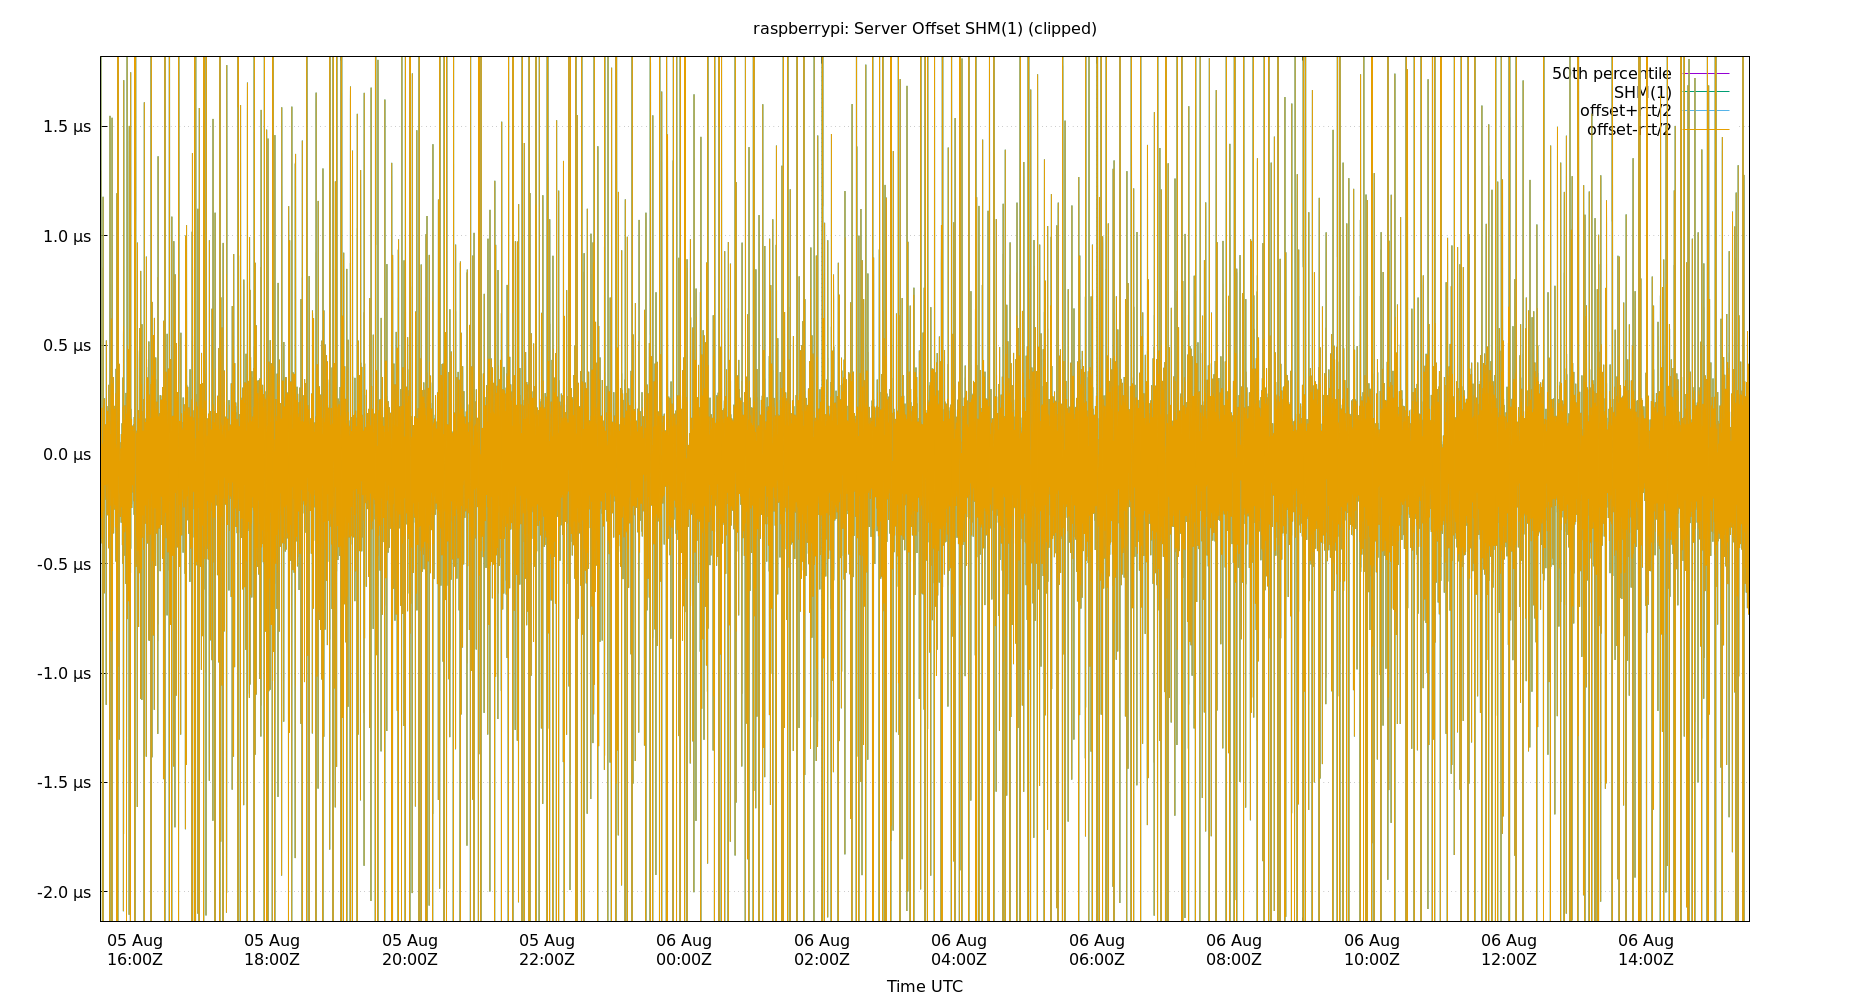 raspberrypi: Server Offset SHM(1) (clipped)
50th percentile
SHM(1)
offset+rtt/2
offset-rtt/2
1.5 µs
1.0 µs
0.5 µs
0.0 µs
-0.5 µs
-1.0 µs
-1.5 µs
-2.0 µs
05 Aug 05 Aug 05 Aug 05 Aug 06 Aug 06 Aug 06 Aug 06 Aug 06 Aug 06 Aug 06 Aug 06 Aug
16:00Z 18:00Z 20:00Z 22:00Z 00:00Z 02:00Z 04:00Z 06:00Z 08:00Z 10:00Z 12:00Z 14:00Z
Time UTC